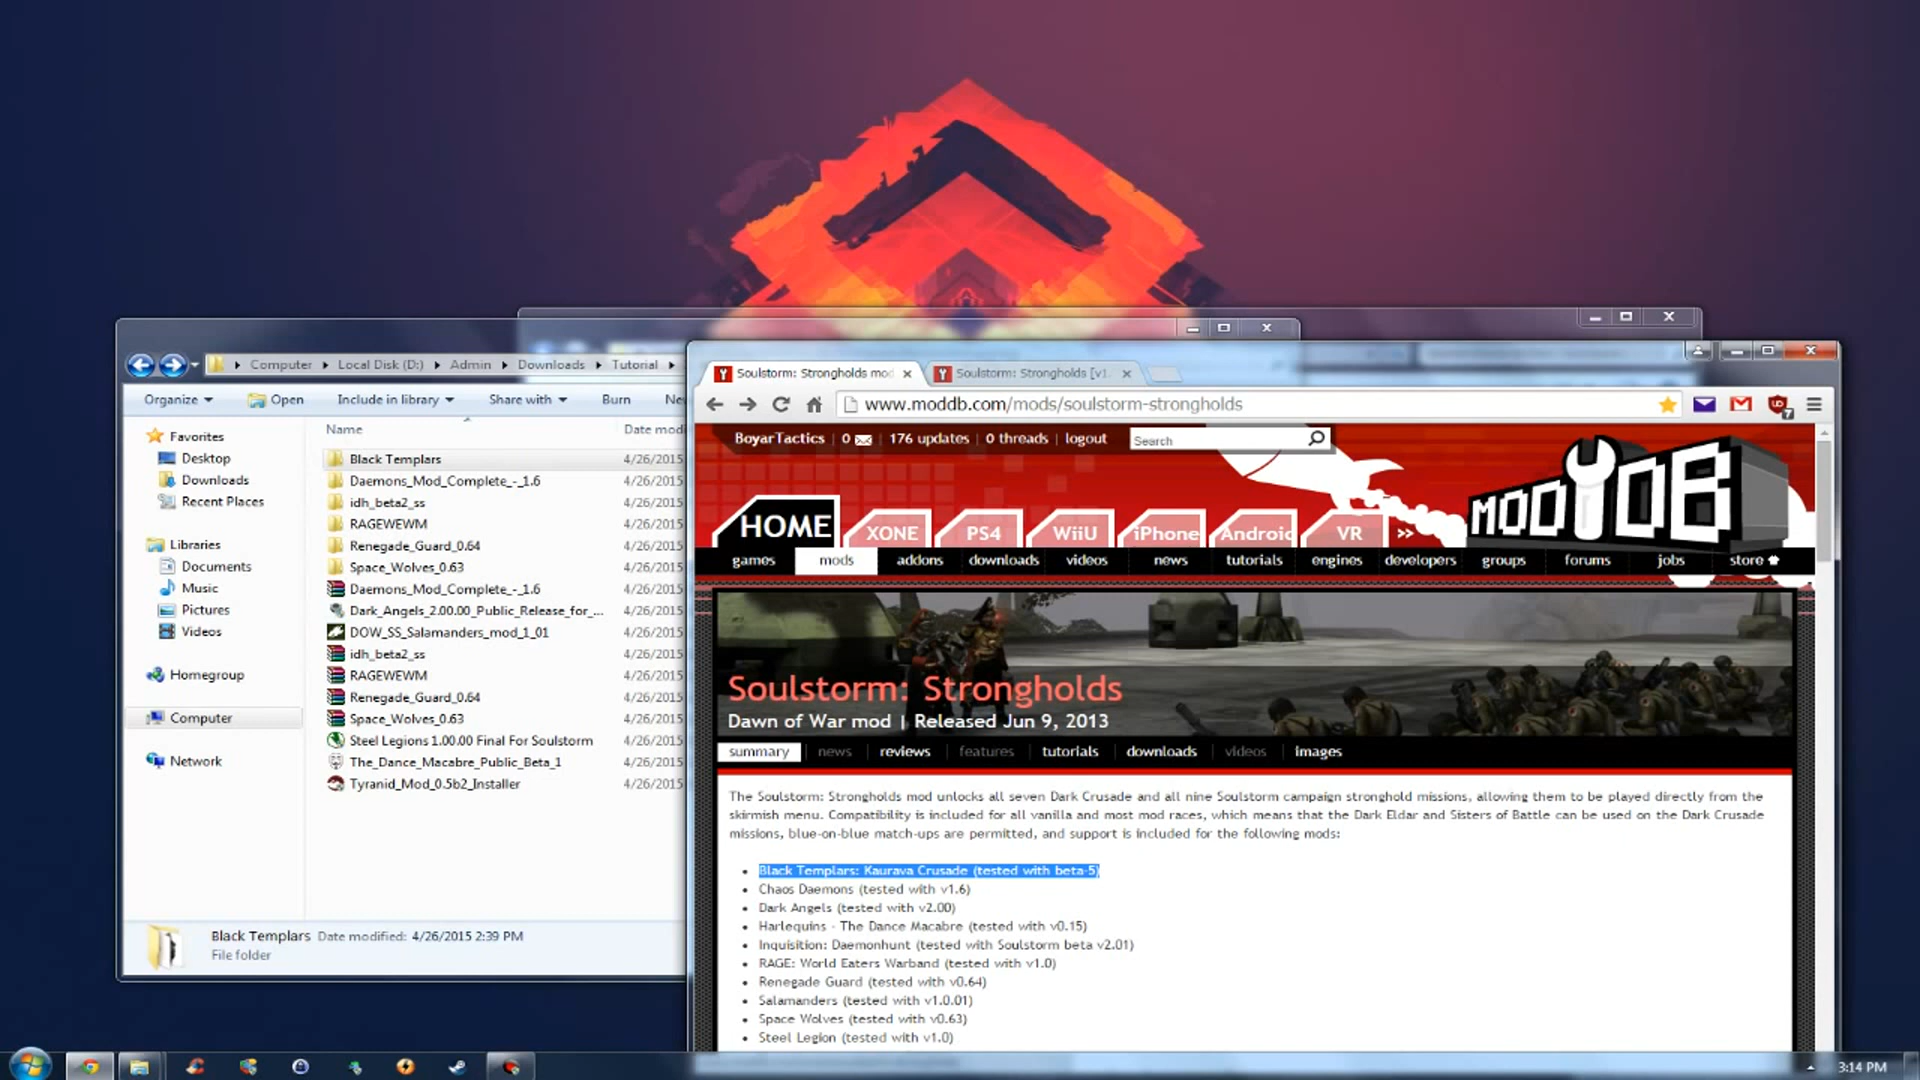 Computer ▸ Local Disk (D:) ▸ Admin ▸ Downloads ▸ Tutorial ▸
Organize Open Include in library Share with Burn
Name Date modi
Favorites
Desktop
Downloads
Recent Places
Libraries
Documents
Music
Pictures
Videos
Homegroup
Computer
Network
Black Templars 4/26/2015
Daemons_Mod_Complete_-_1.6 4/26/2015
idh_beta2_ss 4/26/2015
RAGEWEWM 4/26/2015
Renegade_Guard_0.64 4/26/2015
Space_Wolves_0.63 4/26/2015
Daemons_Mod_Complete_-_1.6 4/26/2015
Dark_Angels_2.00.00_Public_Release_for_... 4/26/2015
DOW_SS_Salamanders_mod_1_01 4/26/2015
idh_beta2_ss 4/26/2015
RAGEWEWM 4/26/2015
Renegade_Guard_0.64 4/26/2015
Space_Wolves_0.63 4/26/2015
Steel Legions 1.00.00 Final For Soulstorm 4/26/2015
The_Dance_Macabre_Public_Beta_1 4/26/2015
Tyranid_Mod_0.5b2_Installer 4/26/2015
Black Templars Date modified: 4/26/2015 2:39 PM
File folder
Soulstorm: Strongholds mod Soulstorm: Strongholds [v1.
www.moddb.com/mods/soulstorm-strongholds
7
BoyarTactics | 0 | 176 updates | 0 threads | logout Search
MOD DB
HOME XONE PS4 WiiU iPhone Android VR >>
games mods addons downloads videos news tutorials engines developers groups forums jobs store
Soulstorm: Strongholds
Dawn of War mod | Released Jun 9, 2013
summary news reviews features tutorials downloads videos images
The Soulstorm: Strongholds mod unlocks all seven Dark Crusade and all nine Soulstorm campaign stronghold missions, allowing them to be played directly from the
skirmish menu. Compatibility is included for all vanilla and most mod races, which means that the Dark Eldar and Sisters of Battle can be used on the Dark Crusade
missions, blue-on-blue match-ups are permitted, and support is included for the following mods:
• Black Templars: Kaurava Crusade (tested with beta-5)
• Chaos Daemons (tested with v1.6)
• Dark Angels (tested with v2.00)
• Harlequins - The Dance Macabre (tested with v0.15)
• Inquisition: Daemonhunt (tested with Soulstorm beta v2.01)
• RAGE: World Eaters Warband (tested with v1.0)
• Renegade Guard (tested with v0.64)
• Salamanders (tested with v1.0.01)
• Space Wolves (tested with v0.63)
• Steel Legion (tested with v1.0)
3:14 PM